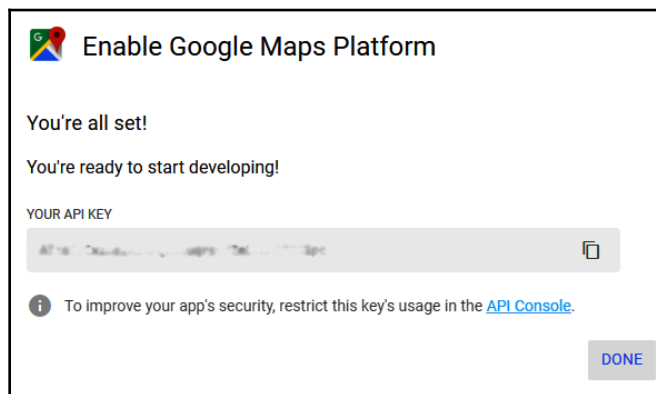 Enable Google Maps Platform
You're all set!
You're ready to start developing!
YOUR API KEY
To improve your app's security, restrict this key's usage in the API Console.
DONE